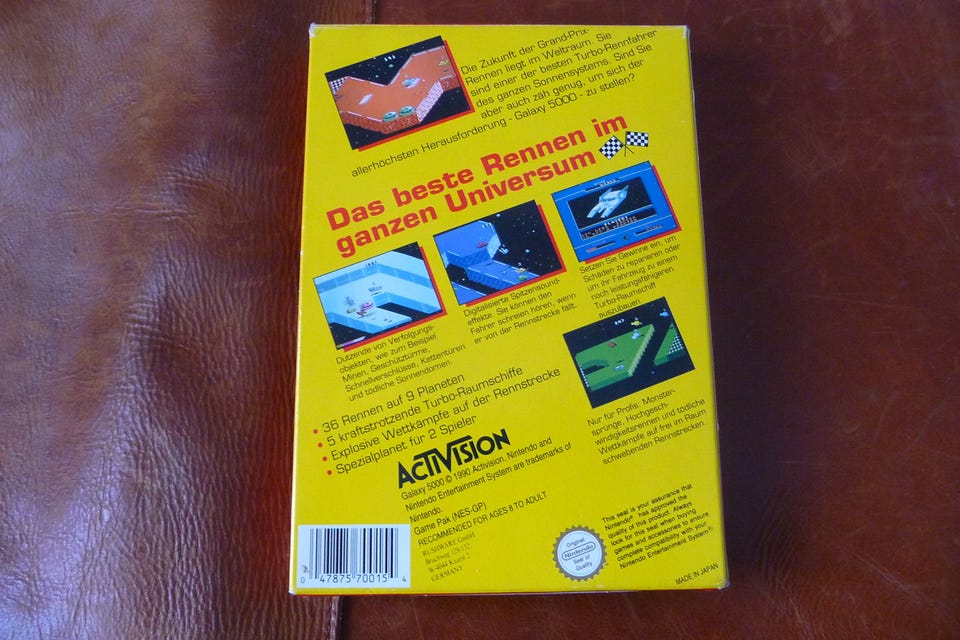 Die Zukunft der Grand-Prix-
Rennen liegt im Weltraum. Sie
sind einer der besten Turbo-Rennfahrer
des ganzen Sonnensystems. Sind Sie
aber auch zäh genug, um sich der
allerhöchsten Herausforderung - Galaxy 5000 - zu stellen?
Das beste Rennen im
ganzen Universum
Dutzende von Verfolgungs-
objekten, wie zum Beispiel
Minen, Geschütztürme,
Schnellverschlüsse, Kettentüren
und tödliche Sonnendornen.
Digitalisierte Spitzensound-
effekte. Sie können den
Fahrer schreien hören, wenn
er von der Rennstrecke fällt.
Setzen Sie Gewinne ein, um
Schäden zu reparieren oder
um ihr Fahrzeug zu einem
noch leistungsfähigeren
Turbo-Raumschiff
auszubauen.
Nur für Profis: Monster-
sprunge, Hochgesch-
windigkeitsrennen und tödliche
Wettkämpfe auf frei im Raum
schwebenden Rennstrecken.
• 36 Rennen auf 9 Planeten
• 5 kraftstrotzende Turbo-Raumschiffe
• Explosive Wettkämpfe auf der Rennstrecke
• Spezialplanet für 2 Spieler
ACTIVISION
Galaxy 5000 © 1990 Activision. Nintendo and
Nintendo Entertainment System are trademarks of
Nintendo.
Game Pak (NES-GP)
RECOMMENDED FOR AGES 8 TO ADULT
RUSHWARE GmbH
Bruchweg 128-132
W-4044 Kaarst 2
GERMANY
0 47875 70015 4
Original
Nintendo
Seal of
Quality
This seal is your assurance that
Nintendo® has approved the
quality of this product. Always
look for this seal when buying
games and accessories to ensure
complete compatibility with your
Nintendo Entertainment System®.
MADE IN JAPAN